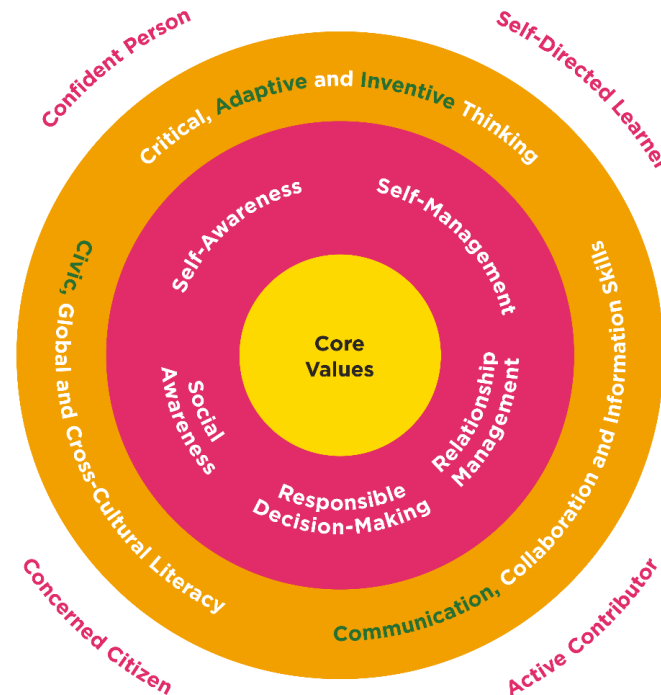 Confident Person
Self-Directed Learner
Critical, Adaptive and Inventive Thinking
Self-Awareness
Self-Management
Civic, Global and Cross-Cultural Literacy
Communication, Collaboration and Information Skills
Core
Values
Social
Awareness
Relationship
Management
Responsible
Decision-Making
Concerned Citizen
Active Contributor